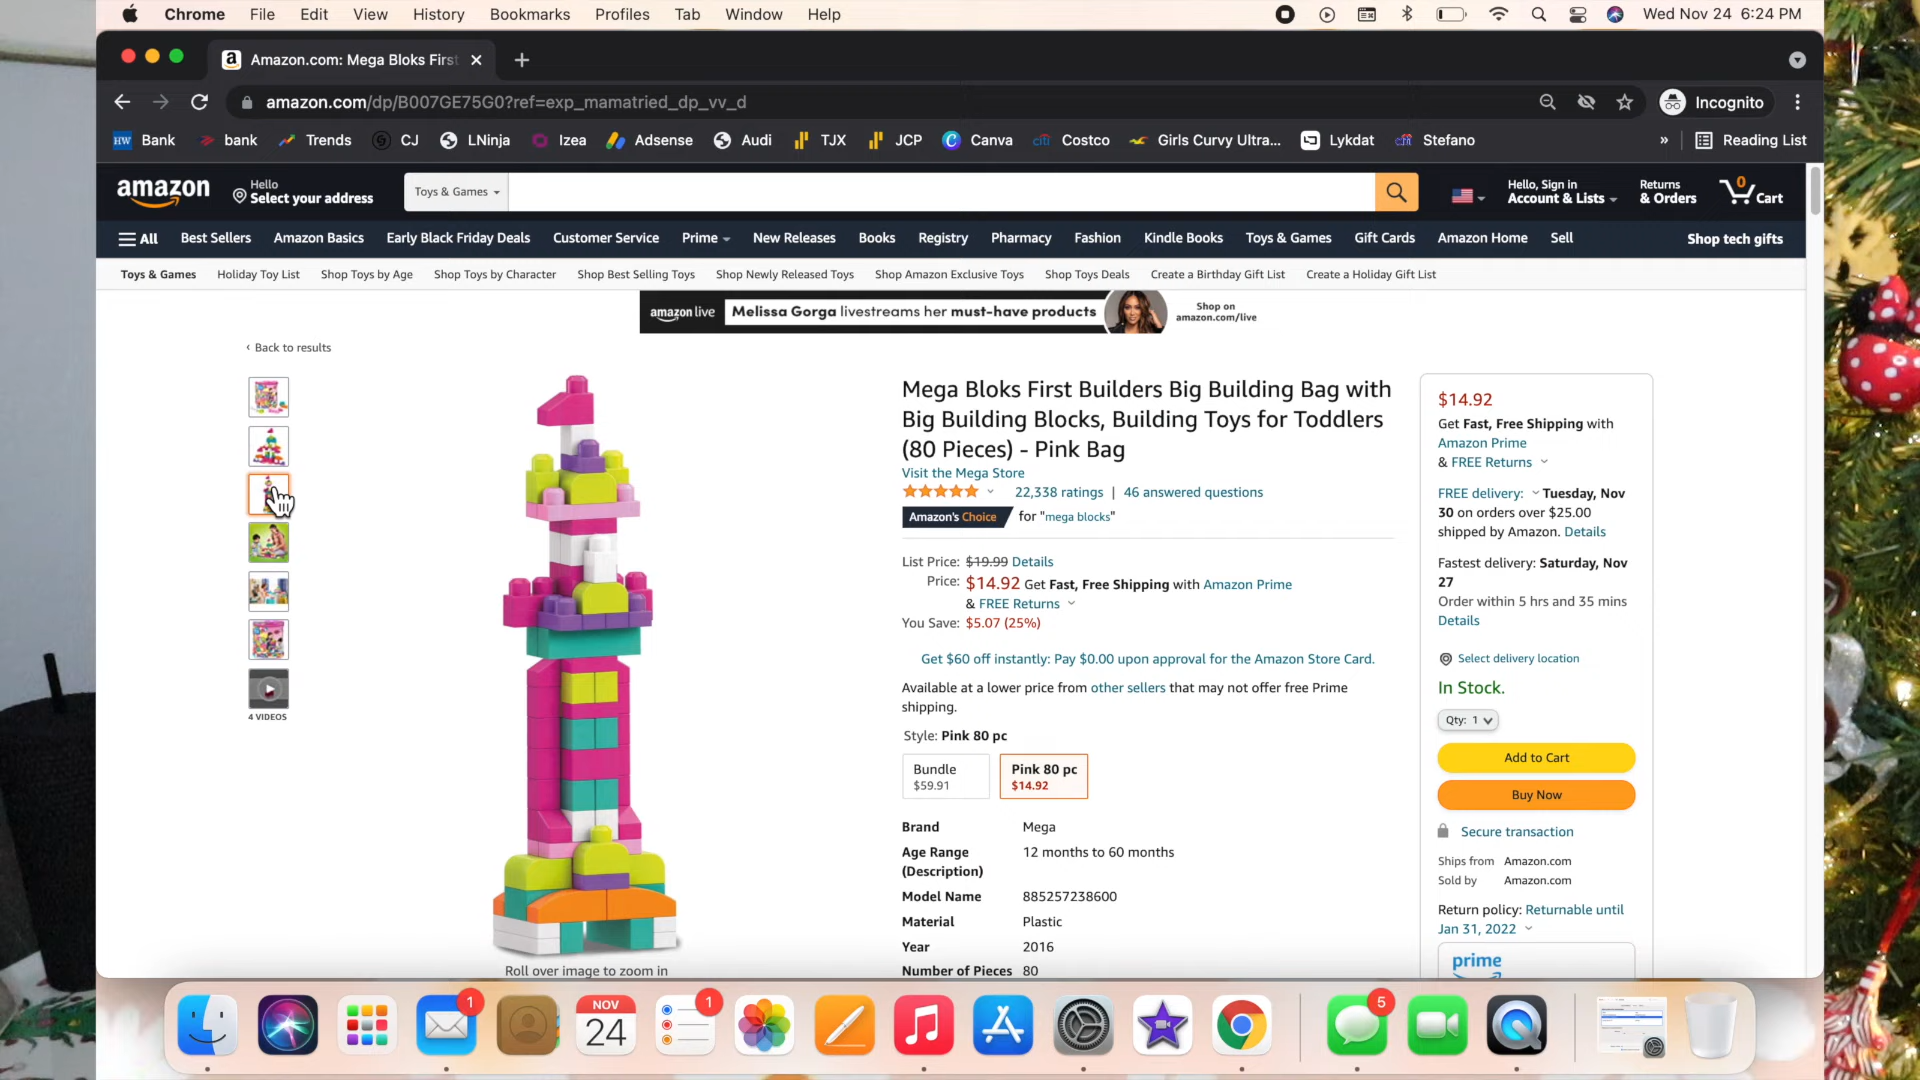 Chrome File Edit View History Bookmarks Profiles Tab Window Help Wed Nov 24 6:24 PM
Amazon.com: Mega Bloks First
amazon.com/dp/B007GE75G0?ref=exp_mamatried_dp_vv_d Incognito
HW Bank bank Trends CJ LNinja Izea Adsense Audi TJX JCP Canva citi Costco Girls Curvy Ultra... Lykdat citi Stefano » Reading List
amazon Hello Select your address Toys & Games Hello, Sign in Account & Lists Returns & Orders 0 Cart
All Best Sellers Amazon Basics Early Black Friday Deals Customer Service Prime New Releases Books Registry Pharmacy Fashion Kindle Books Toys & Games Gift Cards Amazon Home Sell Shop tech gifts
Toys & Games Holiday Toy List Shop Toys by Age Shop Toys by Character Shop Best Selling Toys Shop Newly Released Toys Shop Amazon Exclusive Toys Shop Toys Deals Create a Birthday Gift List Create a Holiday Gift List
amazon live Melissa Gorga livestreams her must-have products Shop on amazon.com/live
‹ Back to results
4 VIDEOS
Roll over image to zoom in
Mega Bloks First Builders Big Building Bag with
Big Building Blocks, Building Toys for Toddlers
(80 Pieces) - Pink Bag
Visit the Mega Store
22,338 ratings | 46 answered questions
Amazon's Choice for "mega blocks"
List Price: $19.99 Details
Price: $14.92 Get Fast, Free Shipping with Amazon Prime
& FREE Returns
You Save: $5.07 (25%)
Get $60 off instantly: Pay $0.00 upon approval for the Amazon Store Card.
Available at a lower price from other sellers that may not offer free Prime
shipping.
Style: Pink 80 pc
Bundle
$59.91
Pink 80 pc
$14.92
Brand Mega
Age Range (Description) 12 months to 60 months
Model Name 885257238600
Material Plastic
Year 2016
Number of Pieces 80
$14.92
Get Fast, Free Shipping with
Amazon Prime
& FREE Returns
FREE delivery: Tuesday, Nov
30 on orders over $25.00
shipped by Amazon. Details
Fastest delivery: Saturday, Nov
27
Order within 5 hrs and 35 mins
Details
Select delivery location
In Stock.
Qty: 1
Add to Cart
Buy Now
Secure transaction
Ships from Amazon.com
Sold by Amazon.com
Return policy: Returnable until
Jan 31, 2022
prime
1 NOV 24 1 5